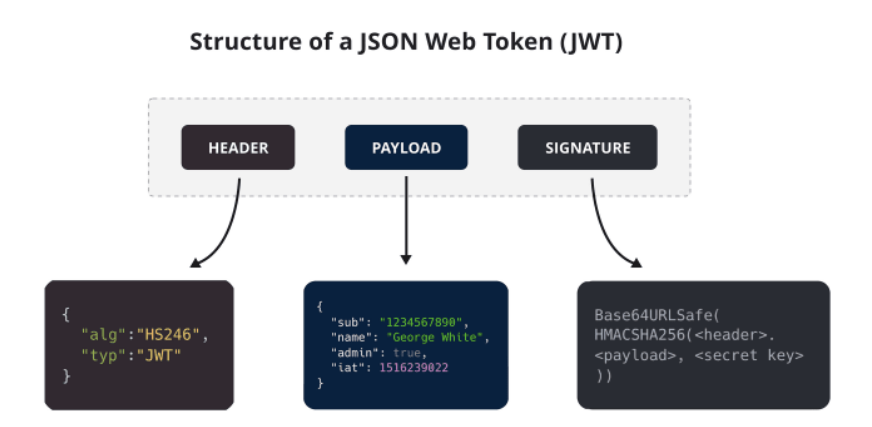 Structure of a JSON Web Token (JWT)
HEADER
PAYLOAD
SIGNATURE
{
"alg":"HS246",
"typ":"JWT"
}
{
"sub": "1234567890",
"name": "George White",
"admin": true,
"iat": 1516239022
}
Base64URLSafe(
HMACSHA256(<header>.
<payload>, <secret key>
))